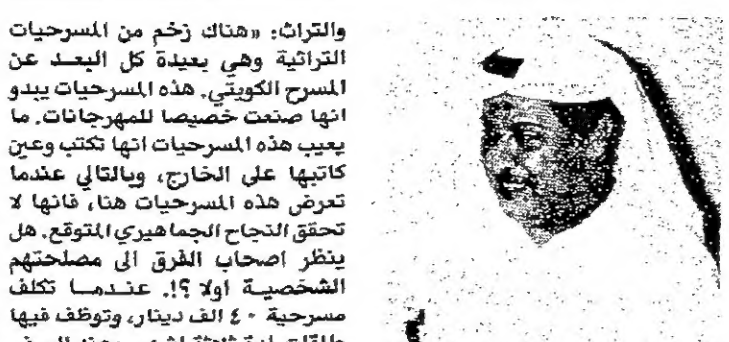 والتراث: «هناك زخم من المسرحيات
التراثية وهي بعيدة كل البعد عن
المسرح الكويتي. هذه المسرحيات يبدو
انها صنعت خصيصا للمهرجانات. ما
يعيب هذه المسرحيات انها تكتب وعين
كاتبها على الخارج، وبالتالي عندما
تعرض هذه المسرحيات هنا، فانها لا
تحقق النجاح الجماهيري المتوقع. هل
ينظر اصحاب الفرق الى مصلحتهم
الشخصية اولا ؟!. عندما تكلف
مسرحية ٤٠ الف دينار، وتوظف فيها